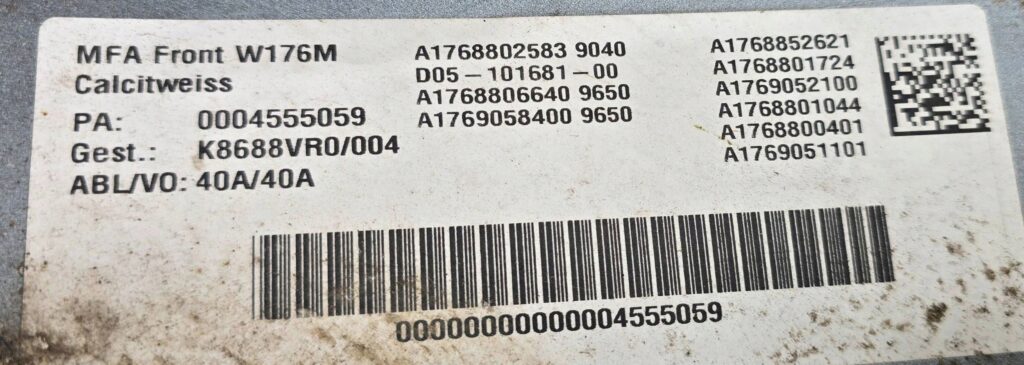 MFA Front W176M
Calcitweiss
PA: 0004555059
Gest.: K8688VR0/004
ABL/VO: 40A/40A
A1768802583 9040
D05-101681-00
A1768806640 9650
A1769058400 9650
A1768852621
A1768801724
A1769052100
A1768801044
A1768800401
A1769051101
00000000000004555059